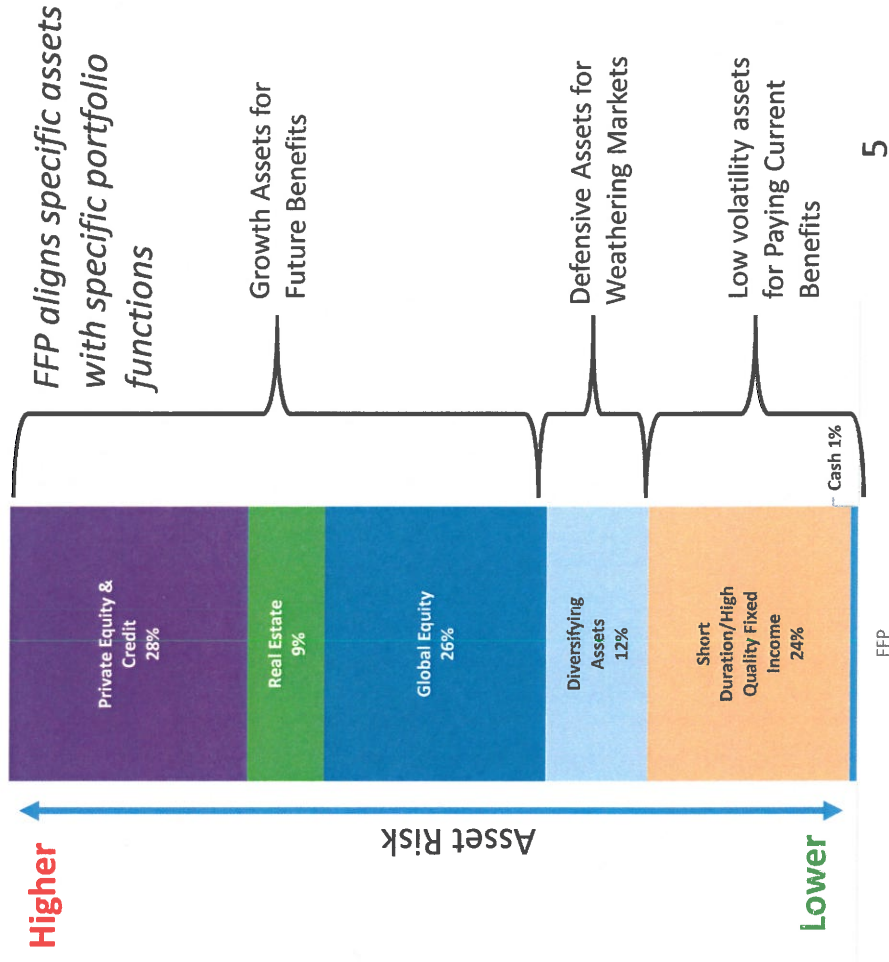 FFP aligns specific assets
with specific portfolio
functions
Higher
Asset Risk
Lower
Private Equity &
Credit
28%
Real Estate
9%
Global Equity
26%
Diversifying
Assets
12%
Short
Duration/High
Quality Fixed
Income
24%
Cash 1%
FFP
Growth Assets for
Future Benefits
Defensive Assets for
Weathering Markets
Low volatility assets
for Paying Current
Benefits
5